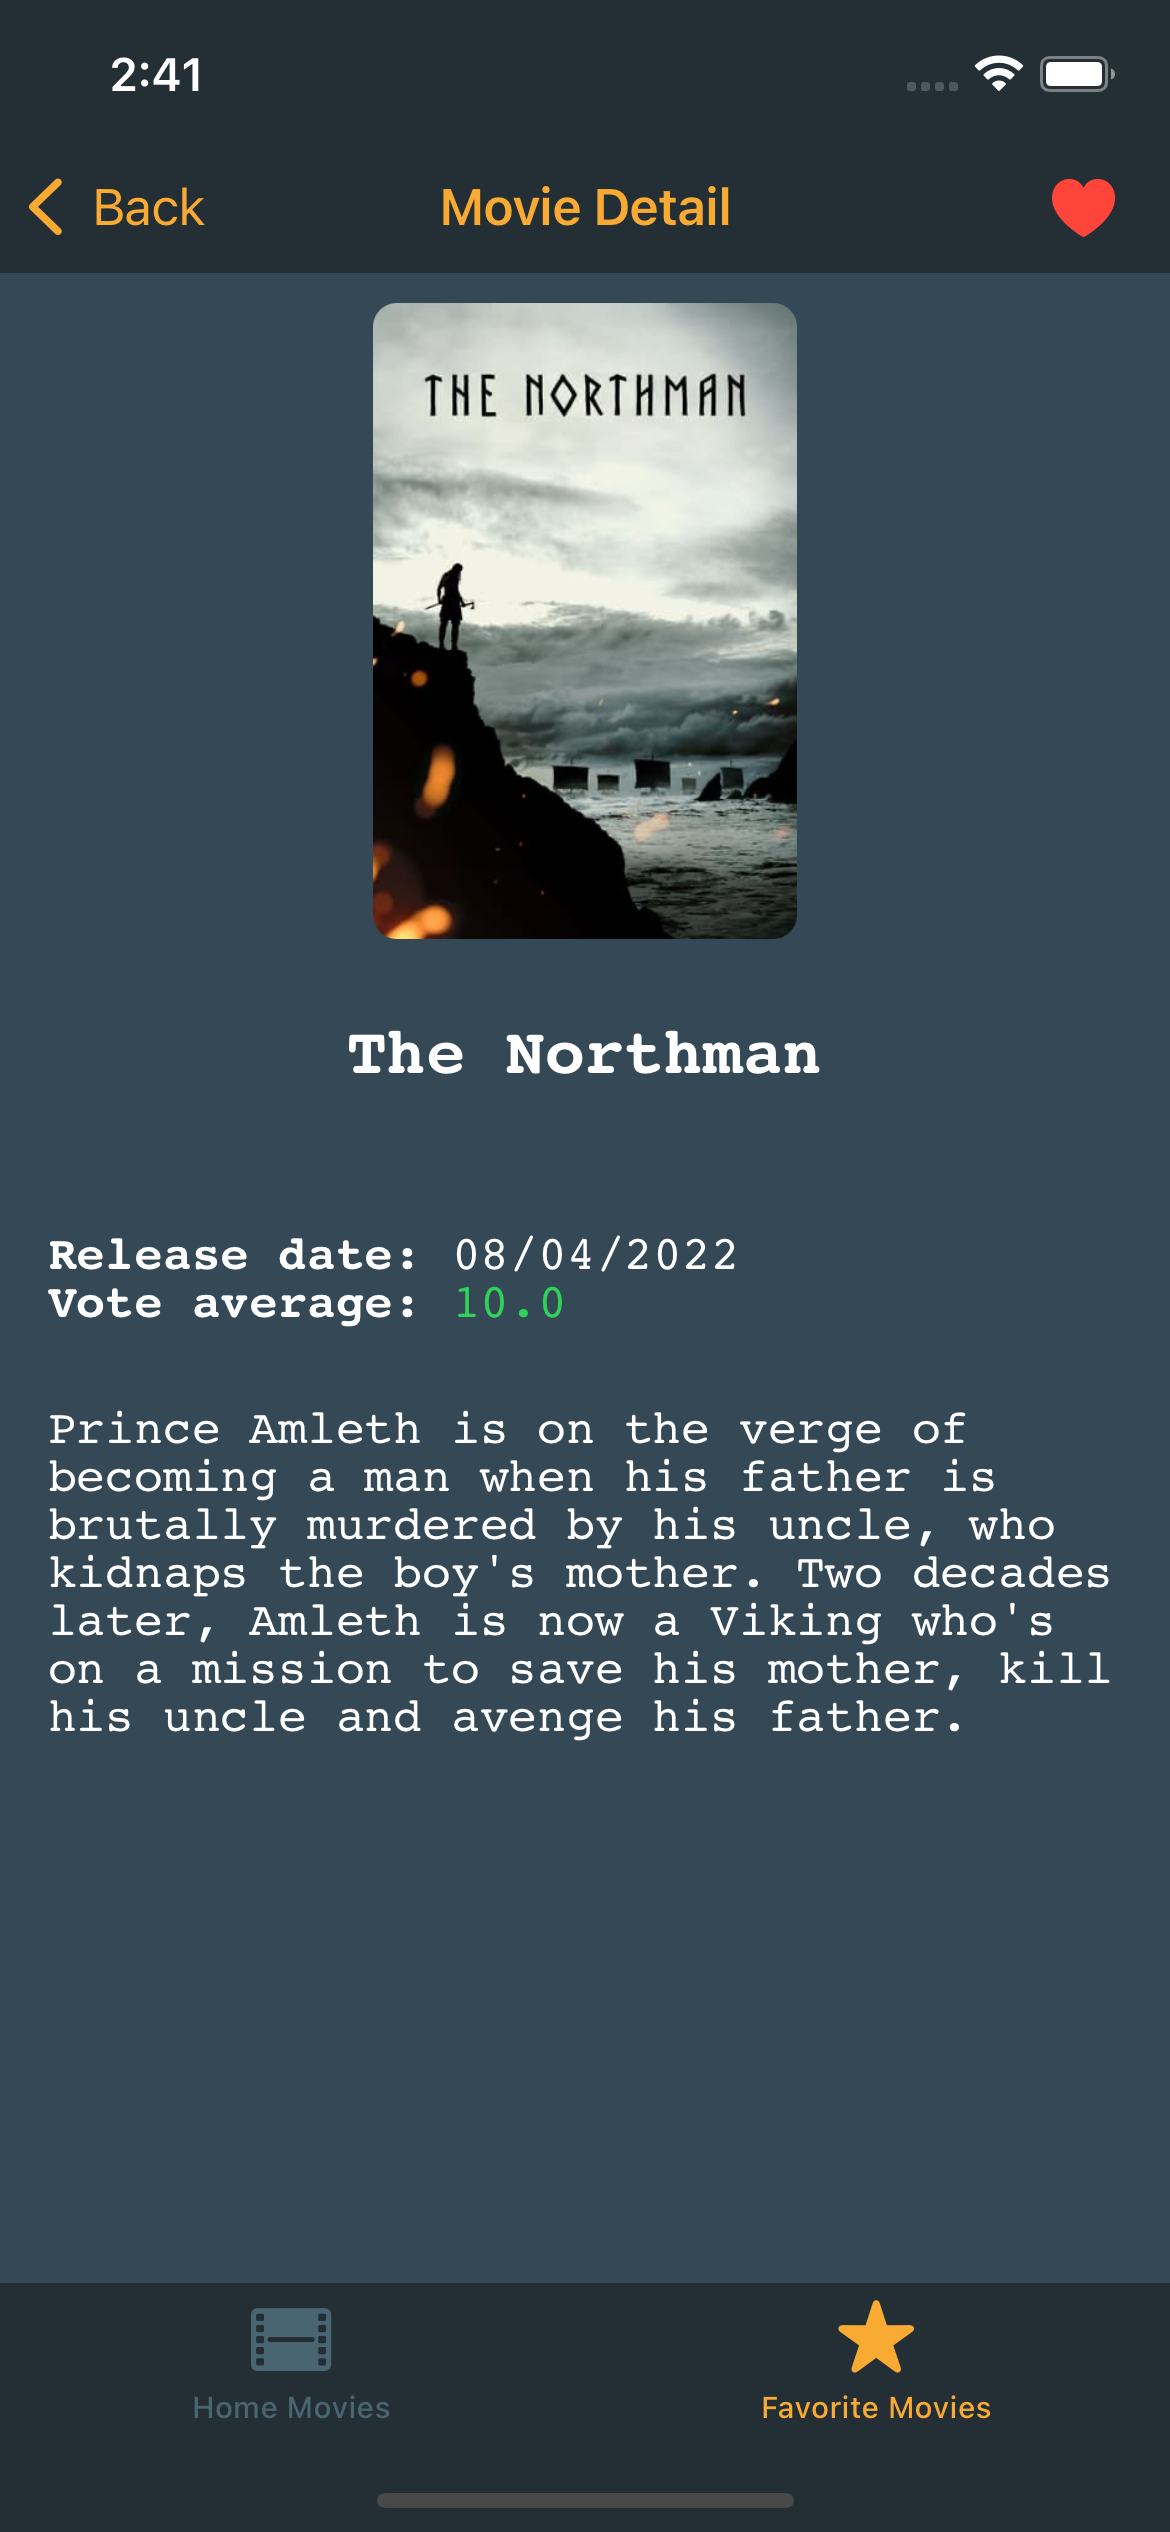 2:41
Back
Movie Detail
THE NORTHMAN
The Northman
Release date: 08/04/2022
Vote average: 10.0
Prince Amleth is on the verge of
becoming a man when his father is
brutally murdered by his uncle, who
kidnaps the boy's mother. Two decades
later, Amleth is now a Viking who's
on a mission to save his mother, kill
his uncle and avenge his father.
Home Movies
Favorite Movies